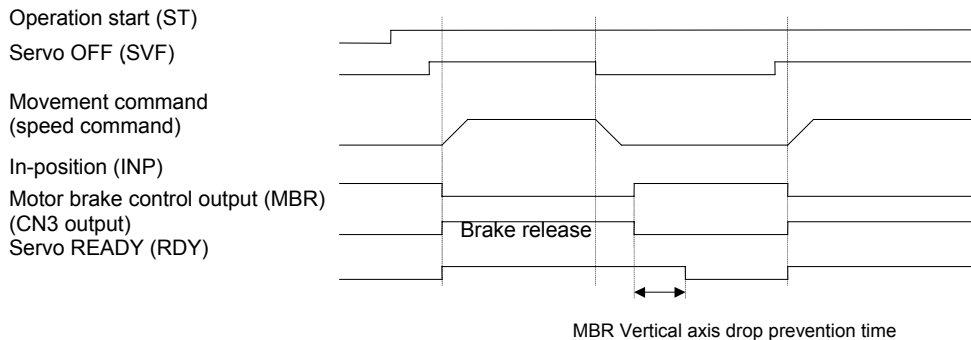 Operation start (ST)
Servo OFF (SVF)
Movement command
(speed command)
In-position (INP)
Motor brake control output (MBR)
(CN3 output)
Brake release
Servo READY (RDY)
MBR Vertical axis drop prevention time